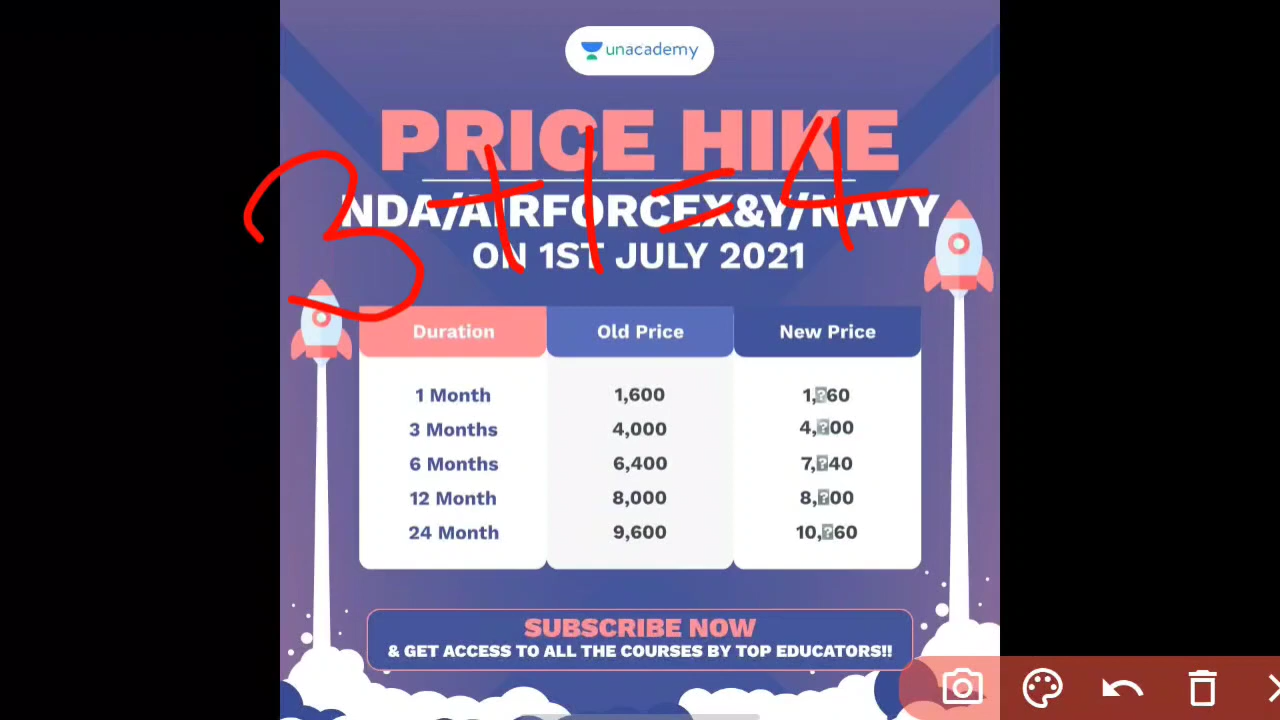 unacademy
PRICE HIKE
3+1=4
NDA/AIRFORCEX&Y/NAVY
ON 1ST JULY 2021
Duration Old Price New Price
1 Month 1,600
3 Months 4,000
6 Months 6,400
12 Month 8,000
24 Month 9,600
SUBSCRIBE NOW
& GET ACCESS TO ALL THE COURSES BY TOP EDUCATORS!!